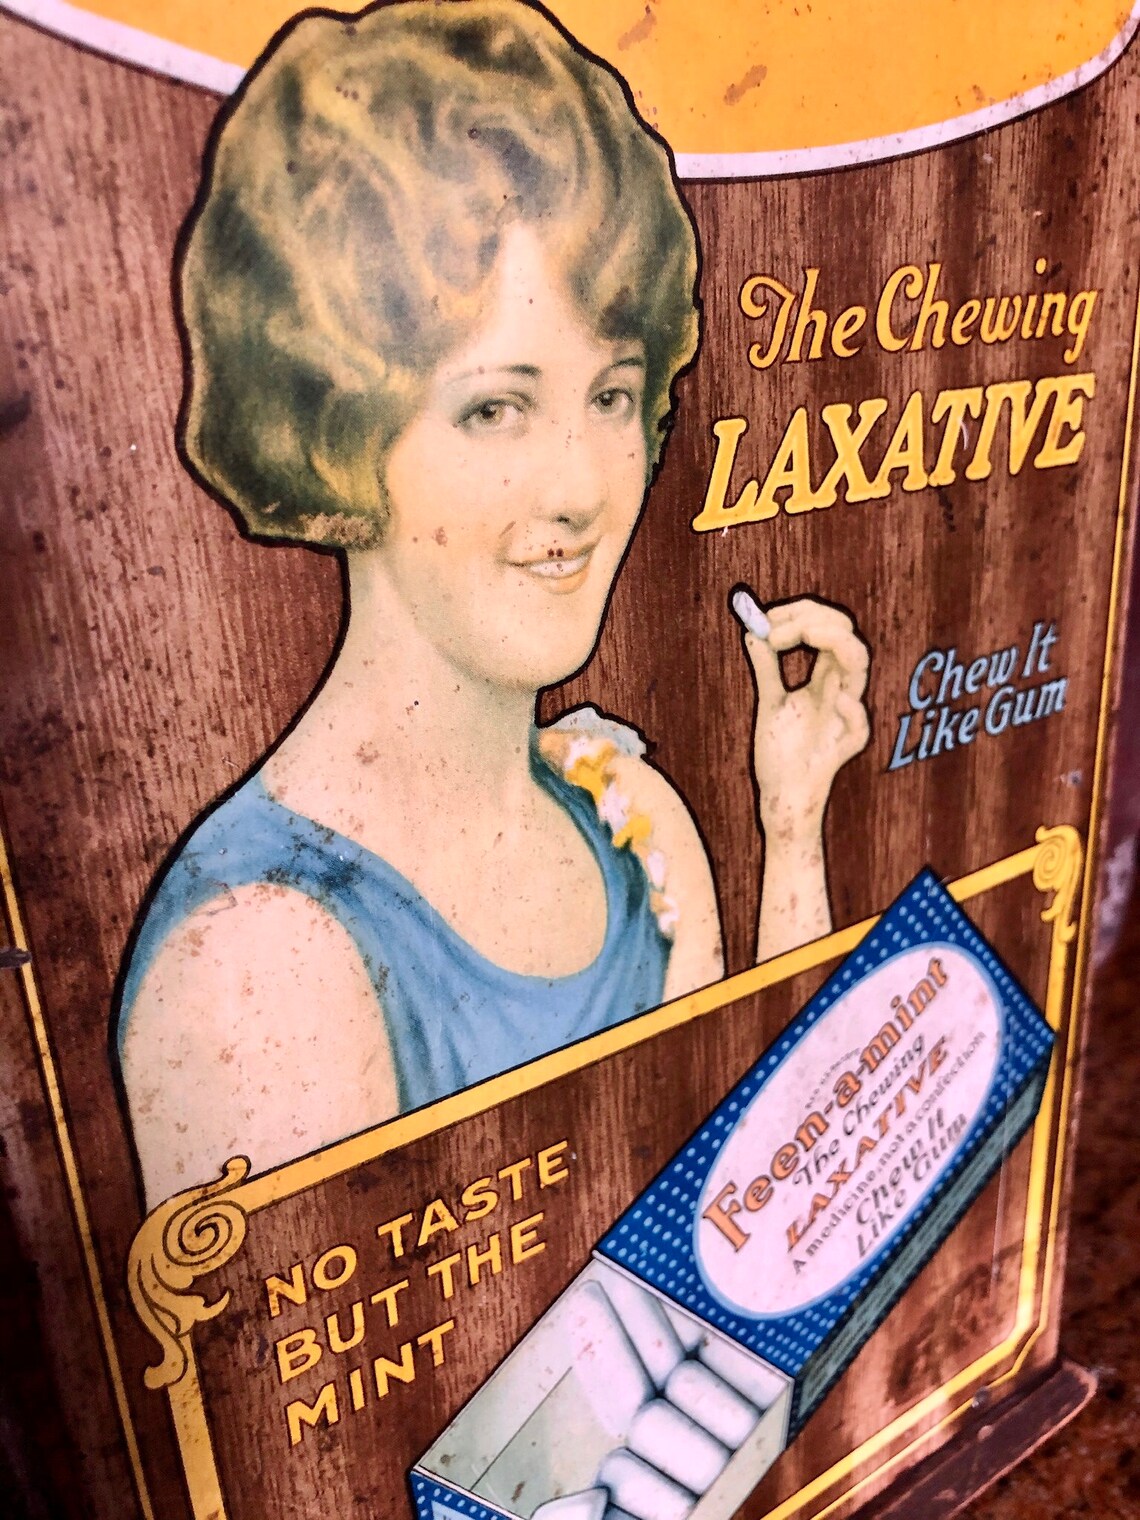 The Chewing
LAXATIVE
Chew It
Like Gum
Feen-a-mint
The Chewing
LAXATIVE
A medicine-not a confection
Chew It
Like Gum
NO TASTE
BUT THE
MINT